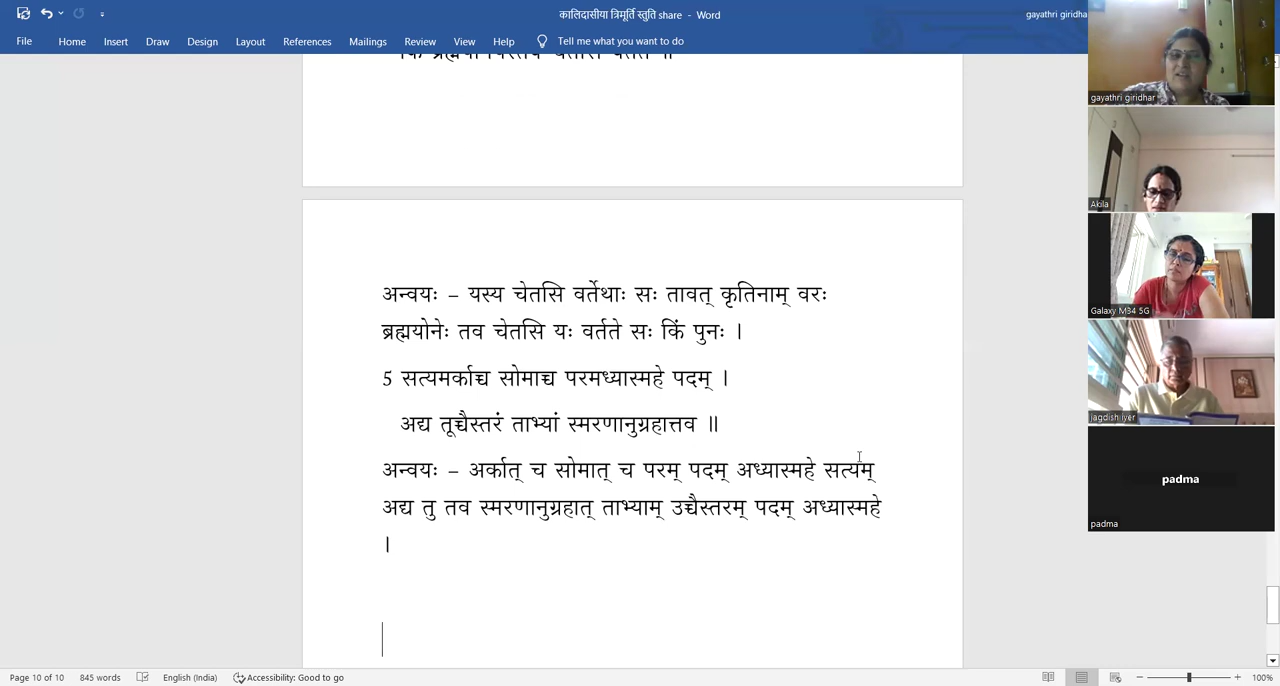 कालिदासीया त्रिमूर्ति स्तुति share - Word
gayathri giridha
File Home Insert Draw Design Layout References Mailings Review View Help Tell me what you want to do
gayathri giridhar
अन्वयः – यस्य चेतसि वर्तेथाः सः तावत् कृतिनाम् वरः
ब्रह्मयोनेः तव चेतसि यः वर्तते सः किं पुनः ।
5 सत्यमर्काच्च सोमाच्च परमध्यास्महे पदम् ।
अद्य तूच्चैस्तरं ताभ्यां स्मरणानुग्रहात्तव ॥
अन्वयः – अर्कात् च सोमात् च परम् पदम् अध्यास्महे सत्यम्
अद्य तु तव स्मरणानुग्रहात् ताभ्याम् उच्चैस्तरम् पदम् अध्यास्महे
।
Akila
Galaxy M34 5G
jagdish iyer
padma
padma
Page 10 of 10 845 words English (India) Accessibility: Good to go 100%